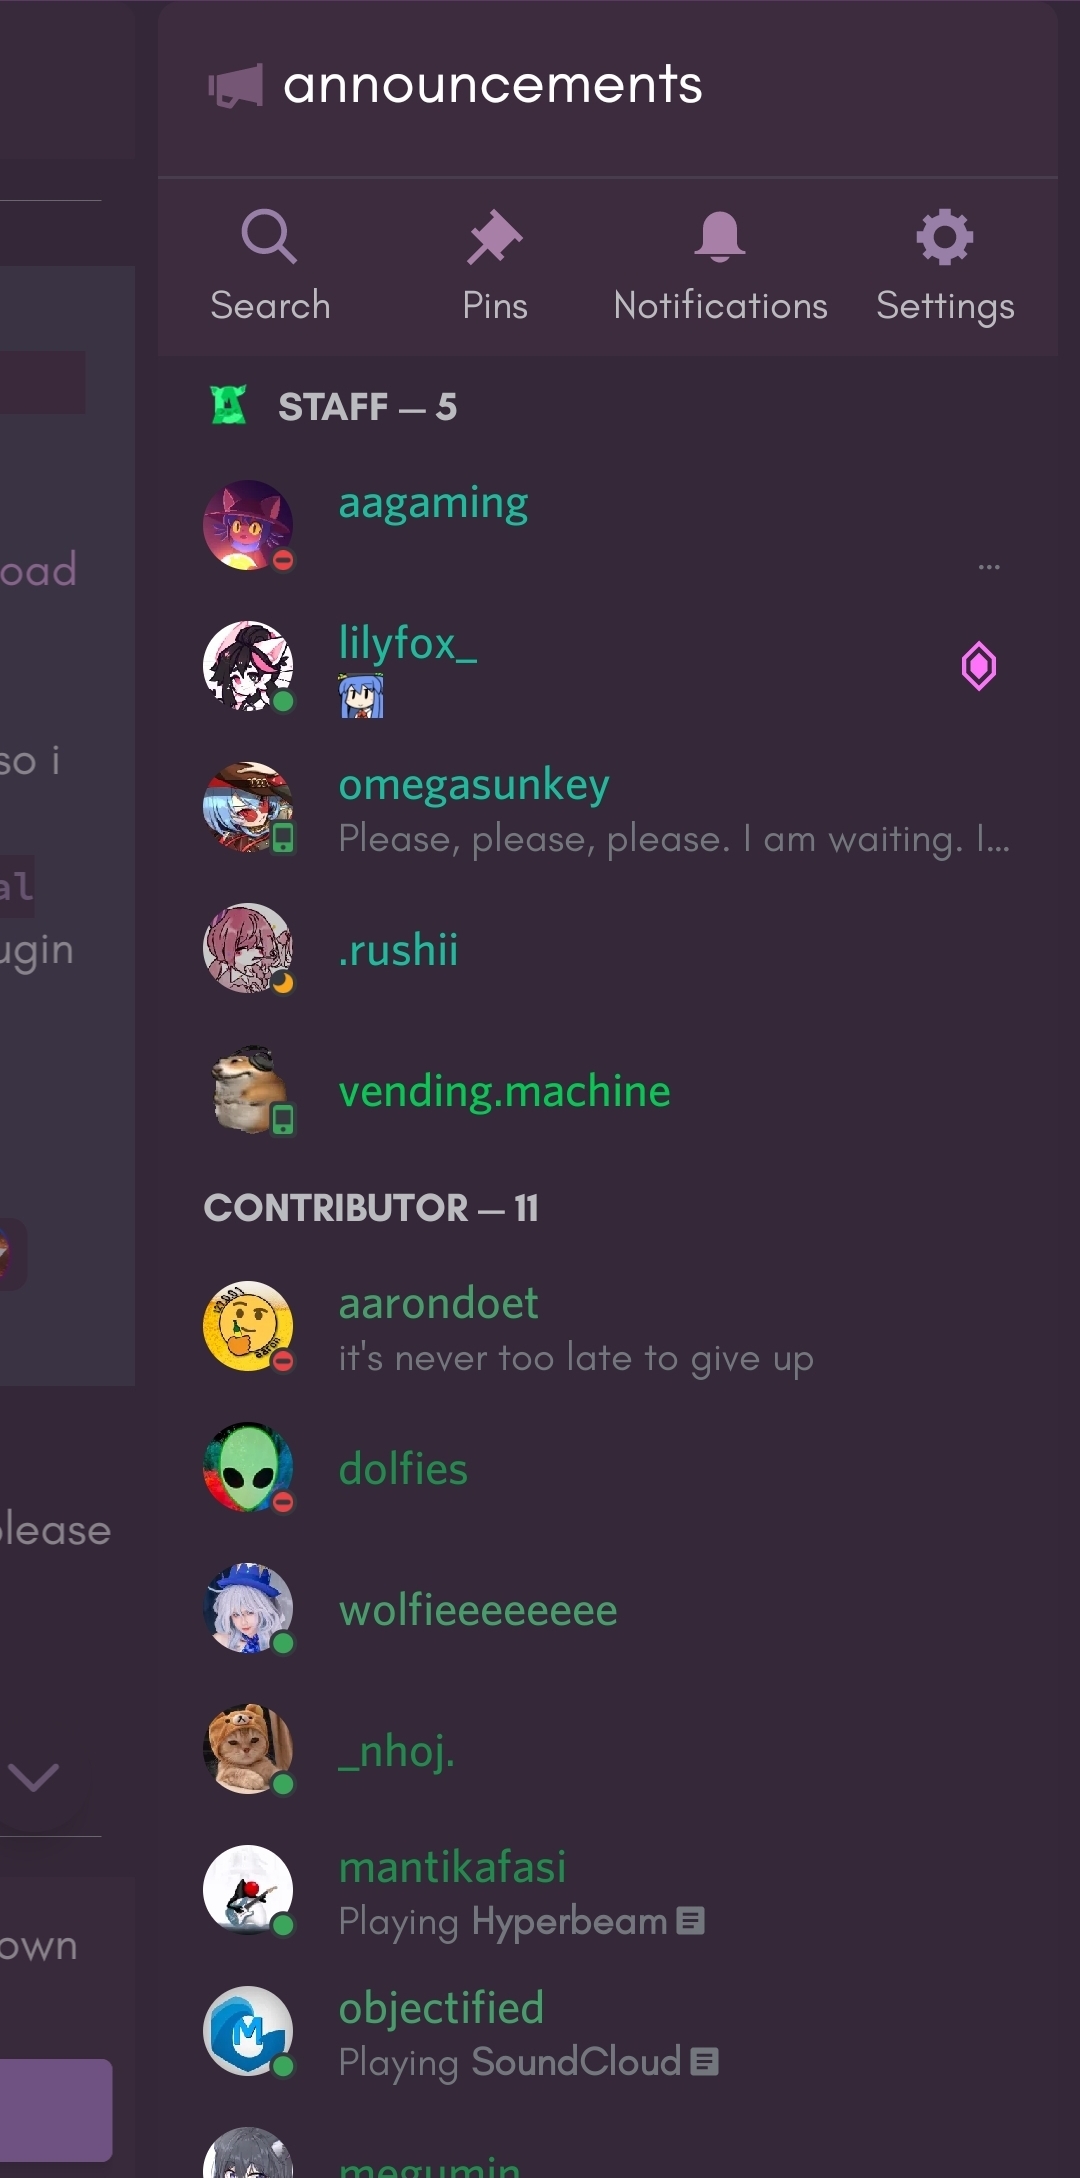 announcements
Search Pins Notifications Settings
STAFF — 5
aagaming
...
oad
lilyfox_
so i
omegasunkey
Please, please, please. I am waiting. I...
al
ugin
.rushii
vending.machine
CONTRIBUTOR — 11
aarondoet
it's never too late to give up
dolfies
please
wolfieeeeeeee
_nhoj.
mantikafasi
Playing Hyperbeam
own
objectified
Playing SoundCloud
megumin